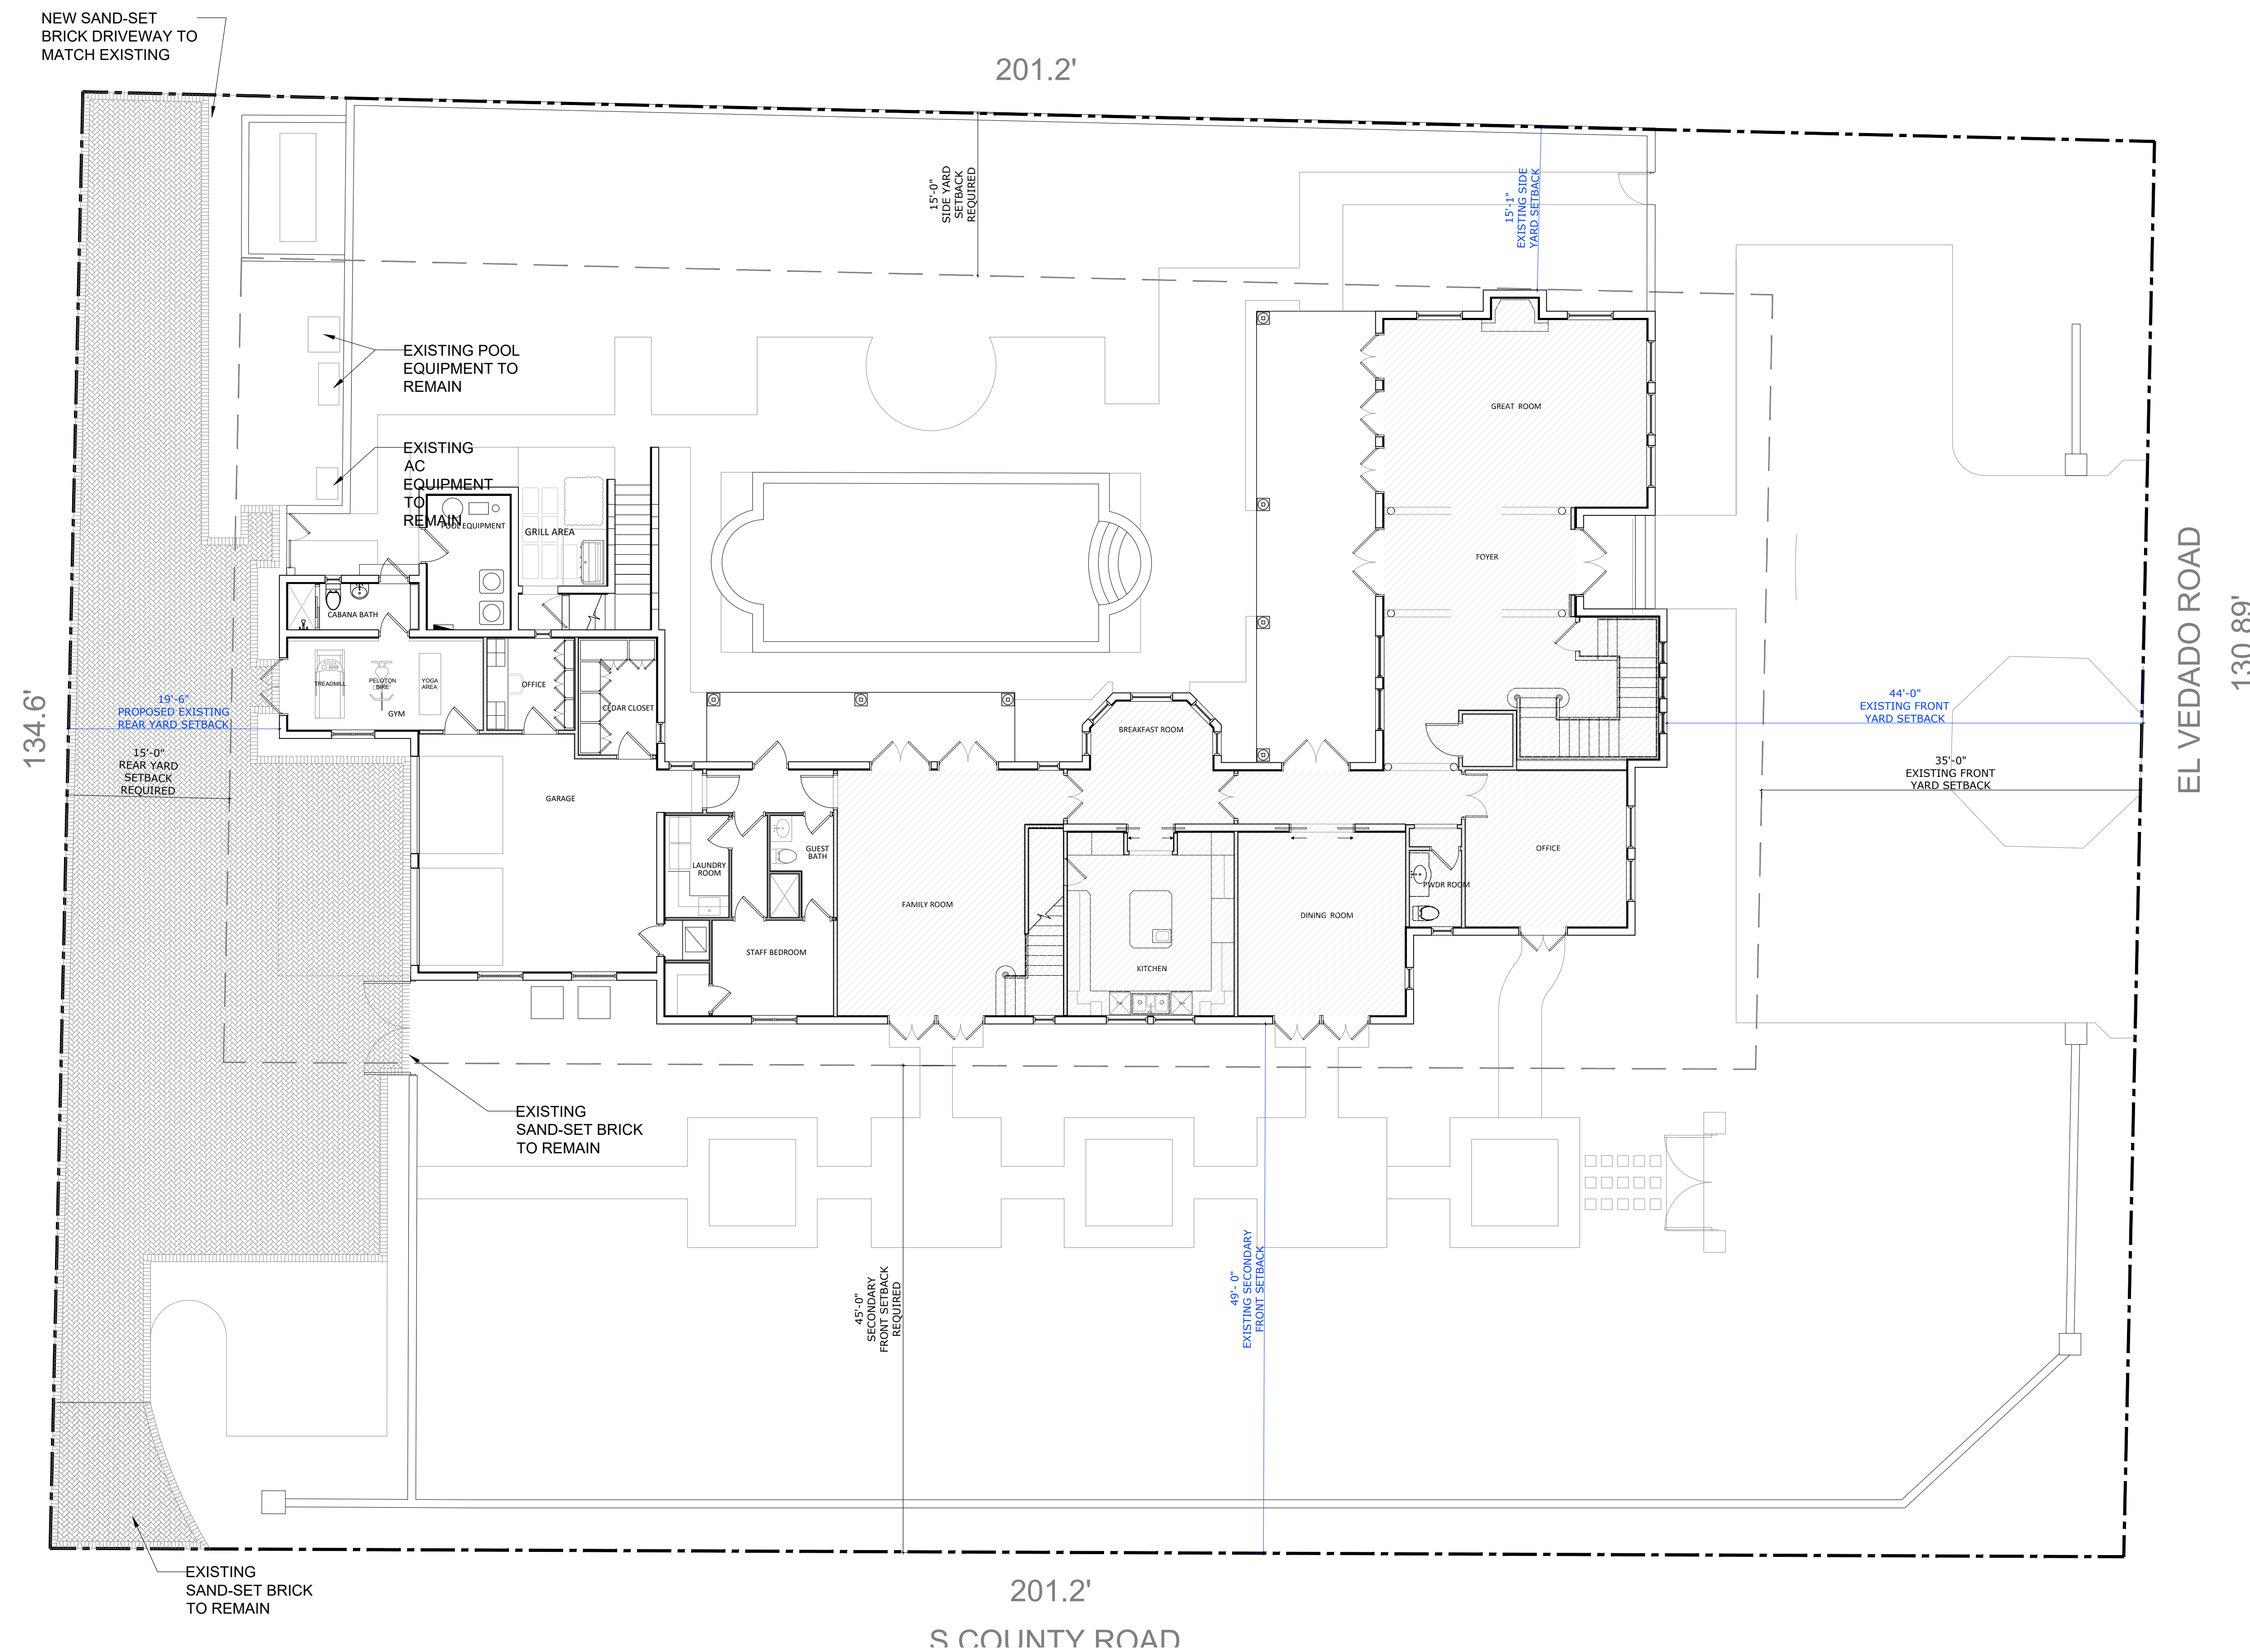 NEW SAND-SET
BRICK DRIVEWAY TO
MATCH EXISTING
201.2'
15'-0"
SIDE YARD
SETBACK
REQUIRED
15'-1"
EXISTING SIDE
YARD SETBACK
EXISTING POOL
EQUIPMENT TO
REMAIN
GREAT ROOM
EXISTING
AC
EQUIPMENT
TO
REMAIN
POOL EQUIPMENT
GRILL AREA
FOYER
CABANA BATH
TREADMILL
PELOTON
BIKE
YOGA
AREA
OFFICE
GYM
CEDAR CLOSET
134.6'
19'-6"
PROPOSED EXISTING
REAR YARD SETBACK
15'-0"
REAR YARD
SETBACK
REQUIRED
BREAKFAST ROOM
44'-0"
EXISTING FRONT
YARD SETBACK
35'-0"
EXISTING FRONT
YARD SETBACK
EL VEDADO ROAD
130.89'
GARAGE
LAUNDRY
ROOM
GUEST
BATH
OFFICE
PWDR ROOM
FAMILY ROOM
DINING ROOM
STAFF BEDROOM
KITCHEN
EXISTING
SAND-SET BRICK
TO REMAIN
45'-0"
SECONDARY
FRONT SETBACK
REQUIRED
49'- 0"
EXISTING SECONDARY
FRONT SETBACK
EXISTING
SAND-SET BRICK
TO REMAIN
201.2'
S COUNTY ROAD